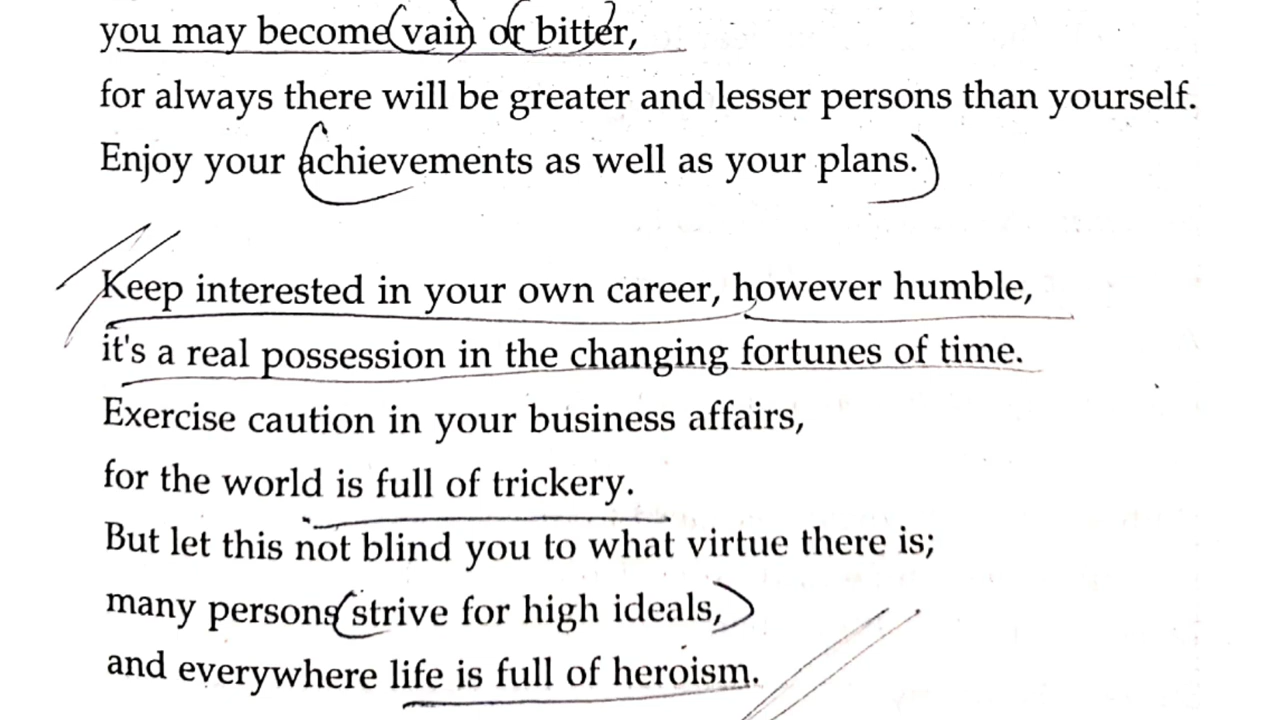 you may become vain or bitter,
for always there will be greater and lesser persons than yourself.
Enjoy your achievements as well as your plans.
Keep interested in your own career, however humble,
it's a real possession in the changing fortunes of time.
Exercise caution in your business affairs,
for the world is full of trickery.
But let this not blind you to what virtue there is;
many persons strive for high ideals,
and everywhere life is full of heroism.